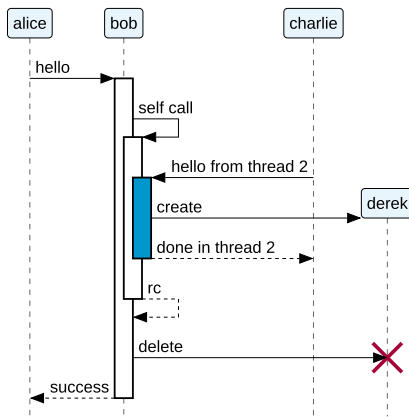 alice
bob
charlie
hello
self call
hello from thread 2
derek
create
done in thread 2
rc
delete
success